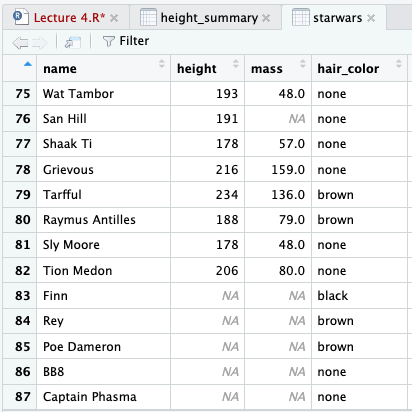 Lecture 4.R* height_summary starwars
Filter
name height mass hair_color
75 Wat Tambor 193 48.0 none
76 San Hill 191 NA none
77 Shaak Ti 178 57.0 none
78 Grievous 216 159.0 none
79 Tarfful 234 136.0 brown
80 Raymus Antilles 188 79.0 brown
81 Sly Moore 178 48.0 none
82 Tion Medon 206 80.0 none
83 Finn NA NA black
84 Rey NA NA brown
85 Poe Dameron NA NA brown
86 BB8 NA NA none
87 Captain Phasma NA NA none